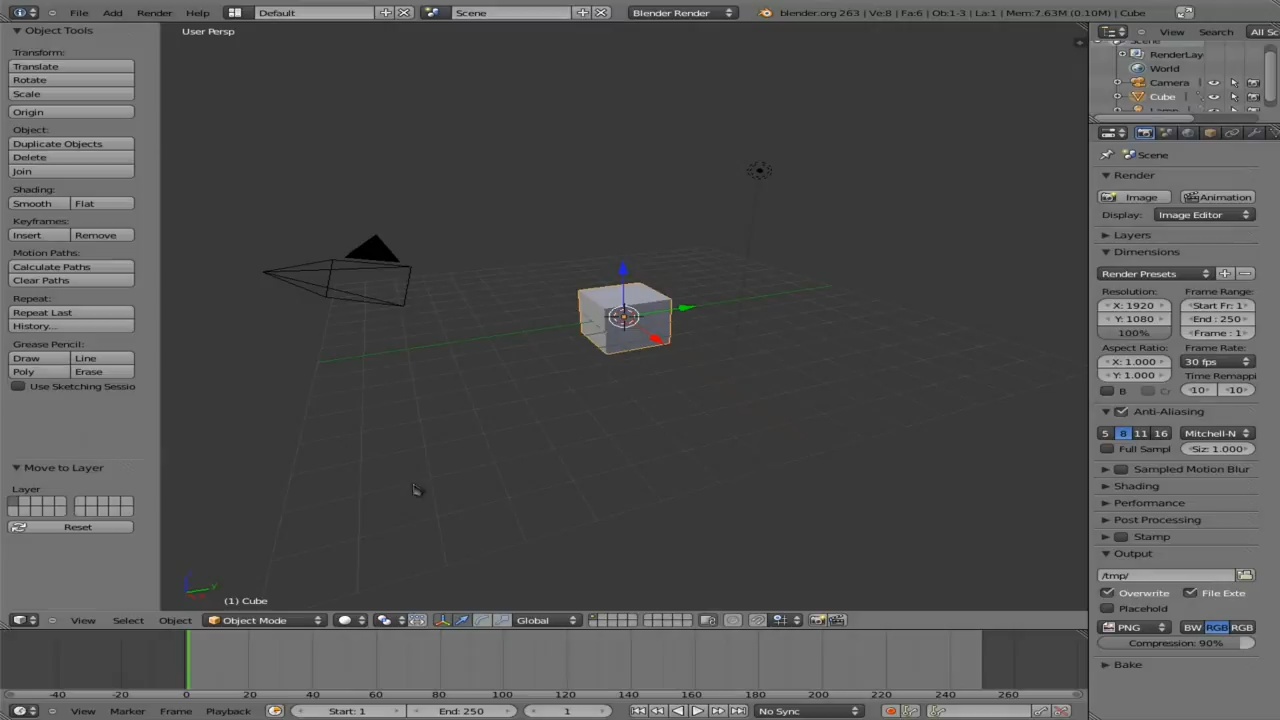 File Add Render Help Default Scene Blender Render blender.org 263 | Ve:8 | Fa:6 | Ob:1-3 | La:1 | Mem:7.63M (0.10M) | Cube
Object Tools
Transform:
Translate
Rotate
Scale
Origin
Object:
Duplicate Objects
Delete
Join
Shading:
Smooth Flat
Keyframes:
Insert Remove
Motion Paths:
Calculate Paths
Clear Paths
Repeat:
Repeat Last
History...
Grease Pencil:
Draw Line
Poly Erase
Use Sketching Sessio
Move to Layer
Layer
Reset
User Persp
(1) Cube
View Select Object Object Mode Global
View Search All Sc
RenderLay
World
Camera
Cube
Scene
Render
Image Animation
Display: Image Editor
Layers
Dimensions
Render Presets
Resolution: Frame Range:
X: 1920 Start Fr: 1
Y: 1080 End : 250
100% Frame : 1
Aspect Ratio: Frame Rate:
X: 1.000 30 fps
Y: 1.000 Time Remappi
B Cr 10 10
Anti-Aliasing
5 8 11 16 Mitchell-N
Full Sampl Siz: 1.000
Sampled Motion Blur
Shading
Performance
Post Processing
Stamp
Output
/tmp/
Overwrite File Exte
Placehold
PNG BW RGB RGB
Compression: 90%
Bake
-40 -20 0 20 40 60 80 100 120 140 160 180 200 220 240 260
View Marker Frame Playback Start: 1 End: 250 1 No Sync